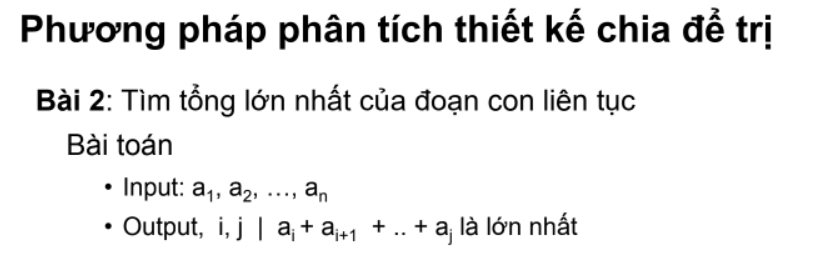 Phương pháp phân tích thiết kế chia để trị
Bài 2: Tìm tổng lớn nhất của đoạn con liên tục
Bài toán
• Input: a₁, a₂, …, aₙ
• Output, i, j | aᵢ + aᵢ₊₁ + .. + aⱼ là lớn nhất